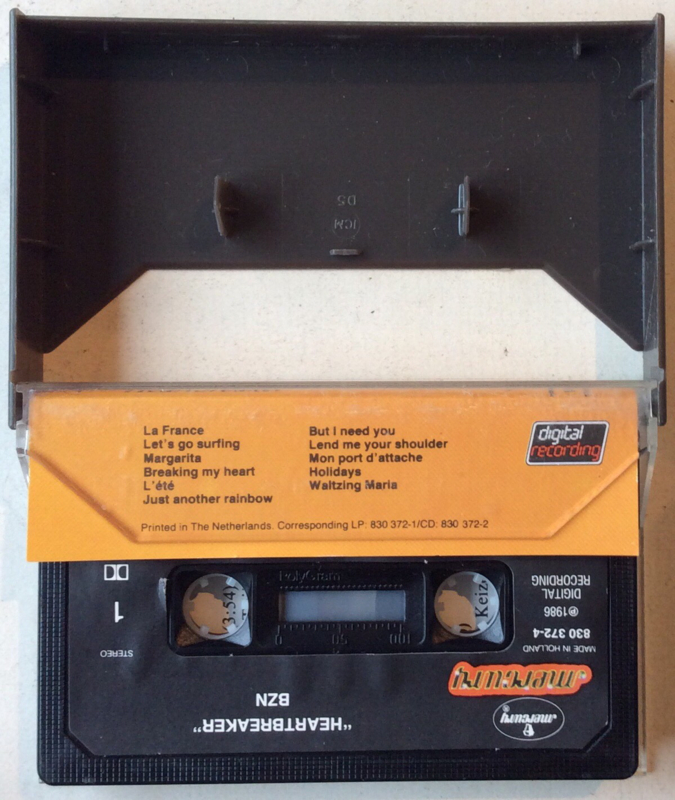 DS
ICM
La France
Let's go surfing
Margarita
Breaking my heart
L'été
Just another rainbow
But I need you
Lend me your shoulder
Mon port d'attache
Holidays
Waltzing Maria
digital
recording
Printed in The Netherlands. Corresponding LP: 830 372-1/CD: 830 372-2
"HEARTBREAKER"
BZN
mercury
mercury
STEREO
1
MADE IN HOLLAND
830 372-4
℗1986
DIGITAL
RECORDING
0 50 100
PolyGram
(3:54)
Keiz